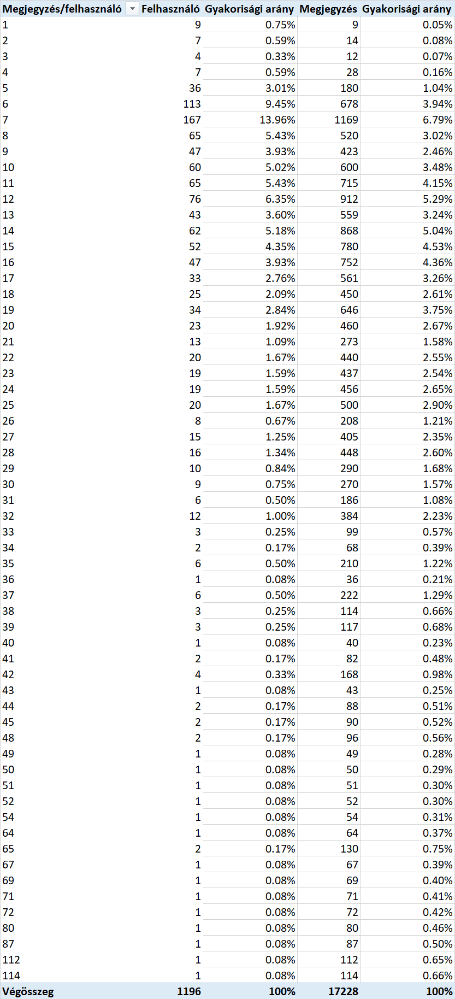 Megjegyzés/felhasználó Felhasználó Gyakorisági arány Megjegyzés Gyakorisági arány
1 9 0.75% 9 0.05%
2 7 0.59% 14 0.08%
3 4 0.33% 12 0.07%
4 7 0.59% 28 0.16%
5 36 3.01% 180 1.04%
6 113 9.45% 678 3.94%
7 167 13.96% 1169 6.79%
8 65 5.43% 520 3.02%
9 47 3.93% 423 2.46%
10 60 5.02% 600 3.48%
11 65 5.43% 715 4.15%
12 76 6.35% 912 5.29%
13 43 3.60% 559 3.24%
14 62 5.18% 868 5.04%
15 52 4.35% 780 4.53%
16 47 3.93% 752 4.36%
17 33 2.76% 561 3.26%
18 25 2.09% 450 2.61%
19 34 2.84% 646 3.75%
20 23 1.92% 460 2.67%
21 13 1.09% 273 1.58%
22 20 1.67% 440 2.55%
23 19 1.59% 437 2.54%
24 19 1.59% 456 2.65%
25 20 1.67% 500 2.90%
26 8 0.67% 208 1.21%
27 15 1.25% 405 2.35%
28 16 1.34% 448 2.60%
29 10 0.84% 290 1.68%
30 9 0.75% 270 1.57%
31 6 0.50% 186 1.08%
32 12 1.00% 384 2.23%
33 3 0.25% 99 0.57%
34 2 0.17% 68 0.39%
35 6 0.50% 210 1.22%
36 1 0.08% 36 0.21%
37 6 0.50% 222 1.29%
38 3 0.25% 114 0.66%
39 3 0.25% 117 0.68%
40 1 0.08% 40 0.23%
41 2 0.17% 82 0.48%
42 4 0.33% 168 0.98%
43 1 0.08% 43 0.25%
44 2 0.17% 88 0.51%
45 2 0.17% 90 0.52%
48 2 0.17% 96 0.56%
49 1 0.08% 49 0.28%
50 1 0.08% 50 0.29%
51 1 0.08% 51 0.30%
52 1 0.08% 52 0.30%
54 1 0.08% 54 0.31%
64 1 0.08% 64 0.37%
65 2 0.17% 130 0.75%
67 1 0.08% 67 0.39%
69 1 0.08% 69 0.40%
71 1 0.08% 71 0.41%
72 1 0.08% 72 0.42%
80 1 0.08% 80 0.46%
87 1 0.08% 87 0.50%
112 1 0.08% 112 0.65%
114 1 0.08% 114 0.66%
Végösszeg 1196 100% 17228 100%